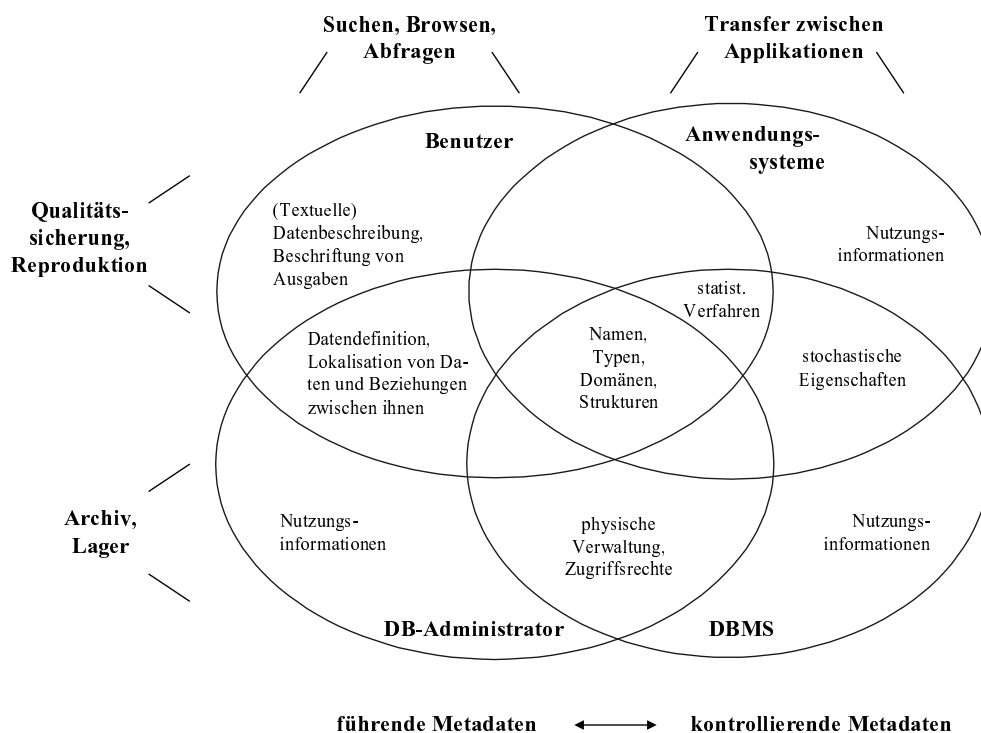 Suchen, Browsen,
Abfragen
Transfer zwischen
Applikationen
Benutzer
Anwendungs-
systeme
Qualitäts-
sicherung,
Reproduktion
(Textuelle)
Datenbeschreibung,
Beschriftung von
Ausgaben
Nutzungs-
informationen
statist.
Verfahren
Datendefinition,
Lokalisation von Da-
ten und Beziehungen
zwischen ihnen
Namen,
Typen,
Domänen,
Strukturen
stochastische
Eigenschaften
Archiv,
Lager
Nutzungs-
informationen
physische
Verwaltung,
Zugriffsrechte
Nutzungs-
informationen
DB-Administrator
DBMS
führende Metadaten
kontrollierende Metadaten